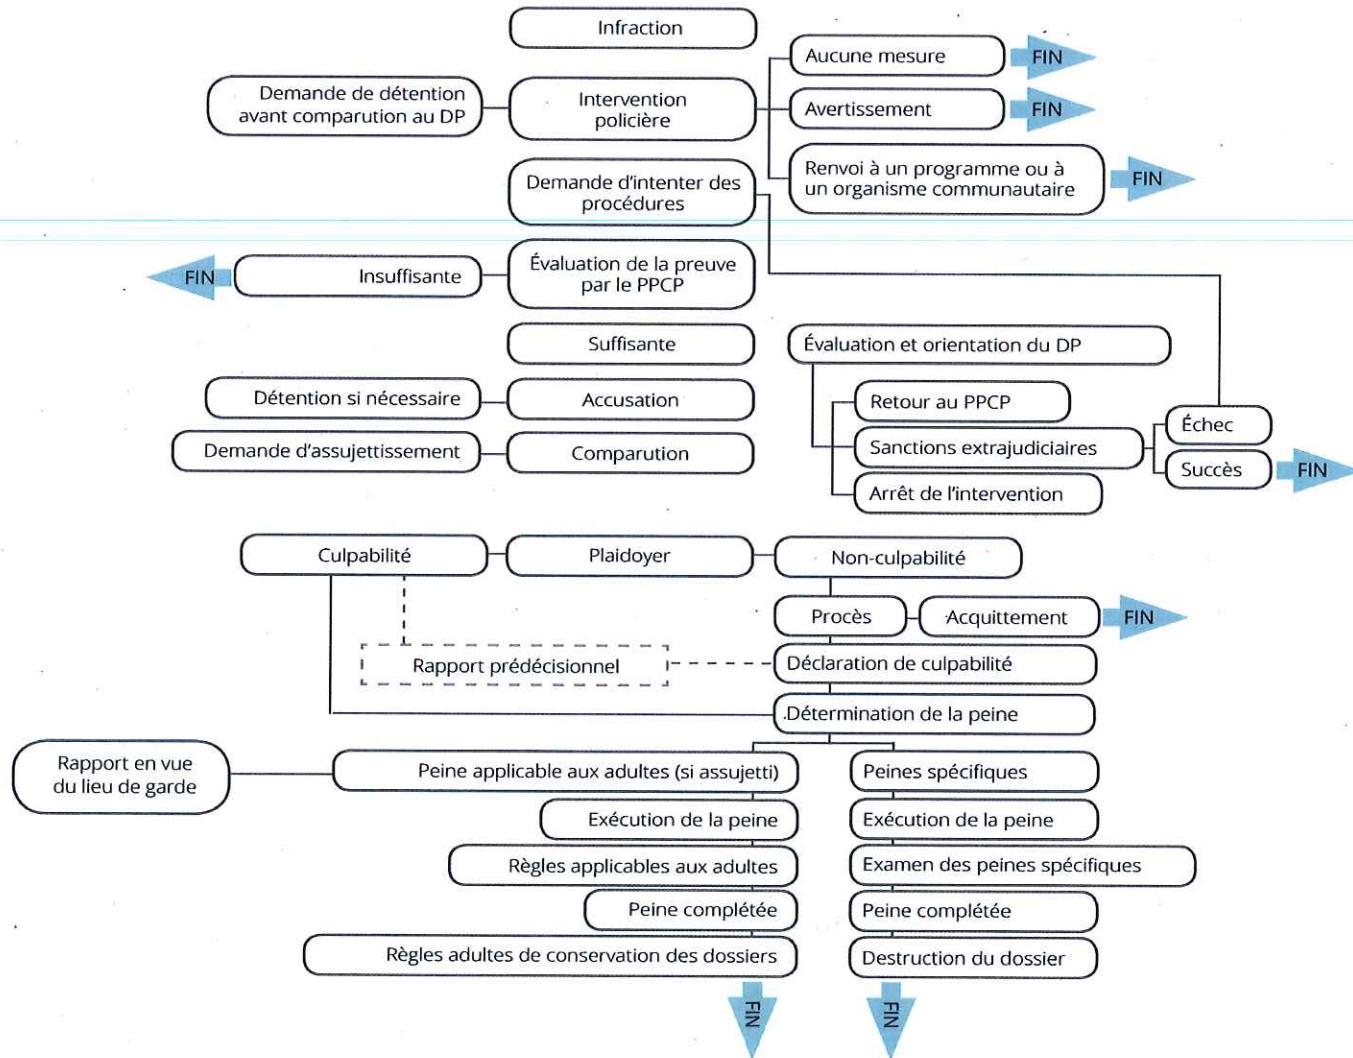 Infraction
Aucune mesure
FIN
Demande de détention
avant comparution au DP
Intervention
policière
Avertissement
FIN
Renvoi à un programme ou à
un organisme communautaire
FIN
Demande d'intenter des
procédures
FIN
Insuffisante
Évaluation de la preuve
par le PPCP
Suffisante
Évaluation et orientation du DP
Détention si nécessaire
Accusation
Retour au PPCP
Échec
Demande d'assujettissement
Comparution
Sanctions extrajudiciaires
Succès
FIN
Arrêt de l'intervention
Culpabilité
Plaidoyer
Non-culpabilité
Procès
Acquittement
FIN
Rapport prédécisionnel
Déclaration de culpabilité
Détermination de la peine
Rapport en vue
du lieu de garde
Peine applicable aux adultes (si assujetti)
Peines spécifiques
Exécution de la peine
Exécution de la peine
Règles applicables aux adultes
Examen des peines spécifiques
Peine complétée
Peine complétée
Règles adultes de conservation des dossiers
Destruction du dossier
FIN
FIN